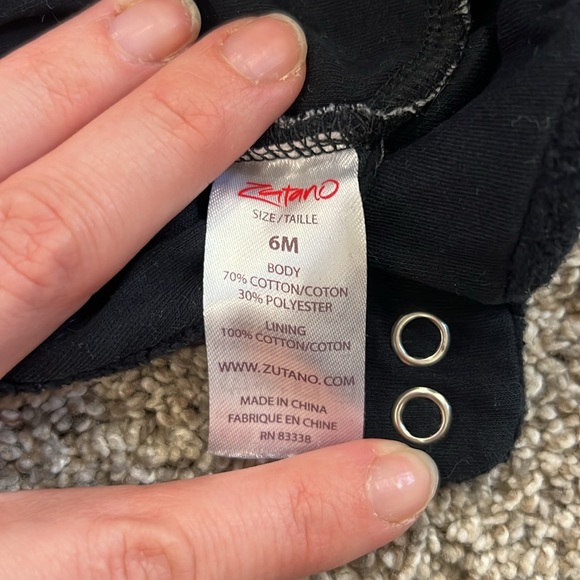 Zutano
SIZE/TAILLE
6M
BODY
70% COTTON/COTON
30% POLYESTER
LINING
100% COTTON/COTON
WWW.ZUTANO.COM
MADE IN CHINA
FABRIQUE EN CHINE
RN 83338